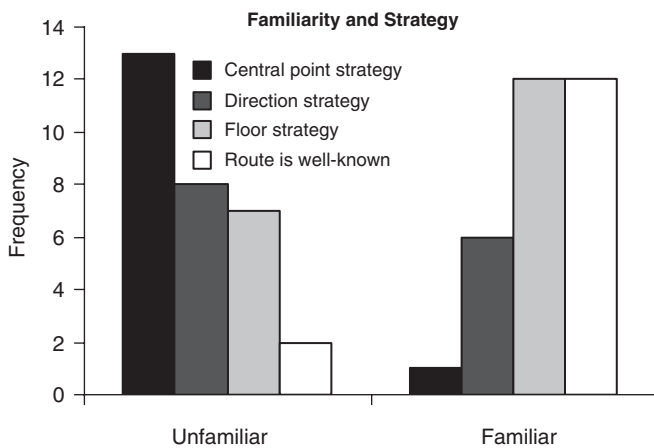 Familiarity and Strategy
14
12
10
8
6
4
2
0
Frequency
Central point strategy
Direction strategy
Floor strategy
Route is well-known
Unfamiliar
Familiar